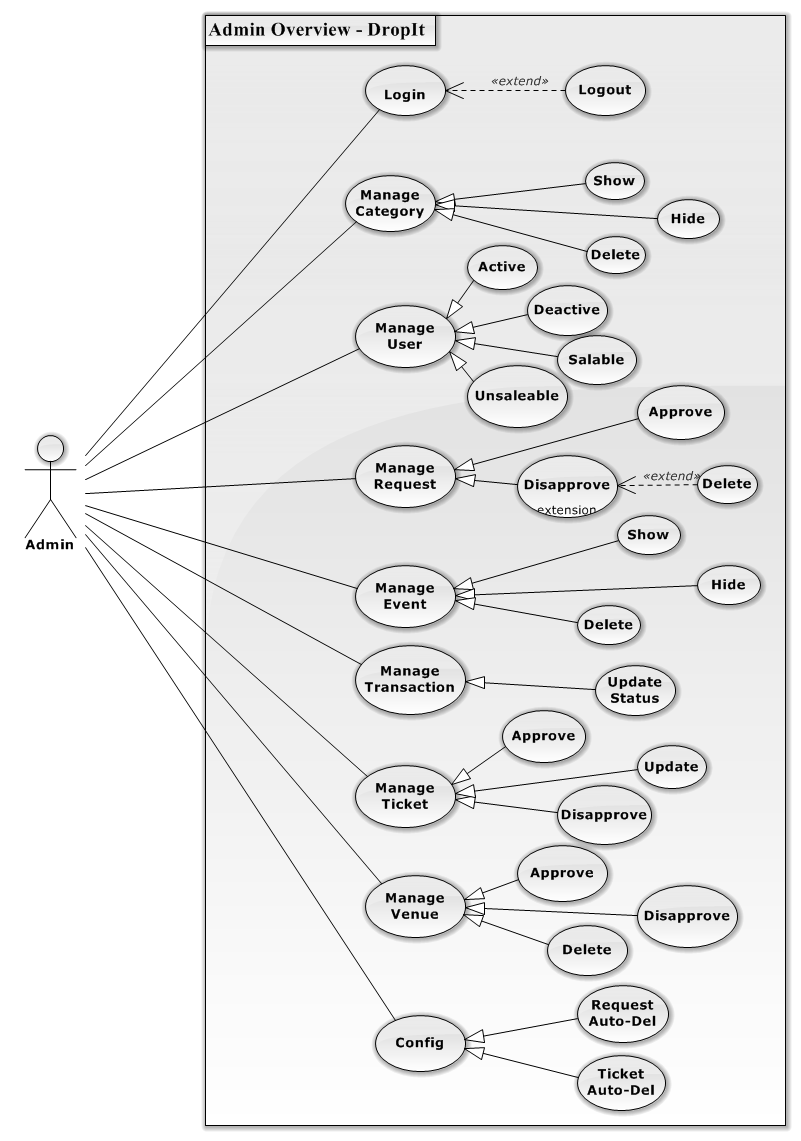 Admin Overview - DropIt
Login
«extend»
Logout
Manage
Category
Show
Hide
Delete
Manage
User
Active
Deactive
Salable
Unsaleable
Manage
Request
Approve
Disapprove
extension
«extend»
Delete
Admin
Manage
Event
Show
Hide
Delete
Manage
Transaction
Update
Status
Manage
Ticket
Approve
Update
Disapprove
Manage
Venue
Approve
Disapprove
Delete
Config
Request
Auto-Del
Ticket
Auto-Del